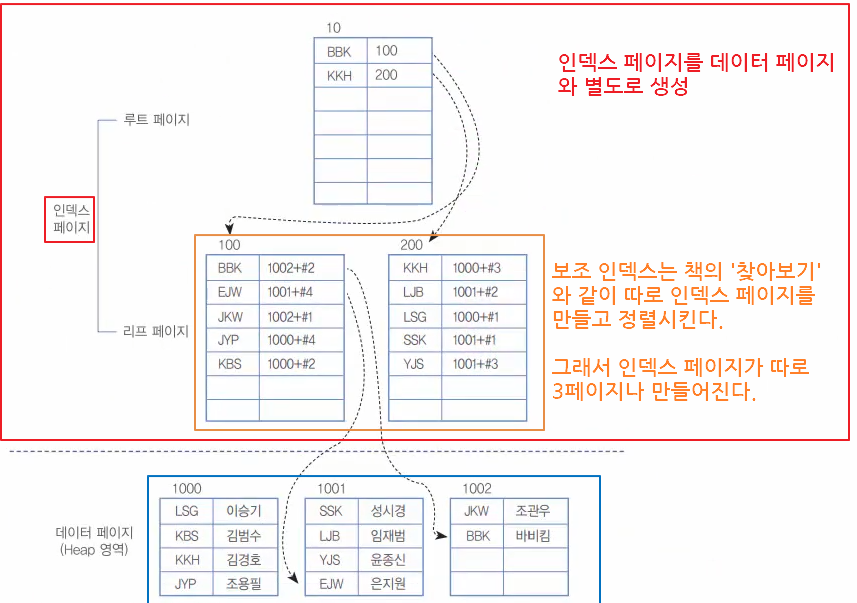 10
BBK 100
KKH 200
인덱스 페이지를 데이터 페이지
와 별도로 생성
루트 페이지
인덱스
페이지
리프 페이지
100
BBK 1002+#2
EJW 1001+#4
JKW 1002+#1
JYP 1000+#4
KBS 1000+#2
200
KKH 1000+#3
LJB 1001+#2
LSG 1000+#1
SSK 1001+#1
YJS 1001+#3
보조 인덱스는 책의 '찾아보기'
와 같이 따로 인덱스 페이지를
만들고 정렬시킨다.
그래서 인덱스 페이지가 따로
3페이지나 만들어진다.
데이터 페이지
(Heap 영역)
1000
LSG 이승기
KBS 김범수
KKH 김경호
JYP 조용필
1001
SSK 성시경
LJB 임재범
YJS 윤종신
EJW 은지원
1002
JKW 조관우
BBK 바비킴